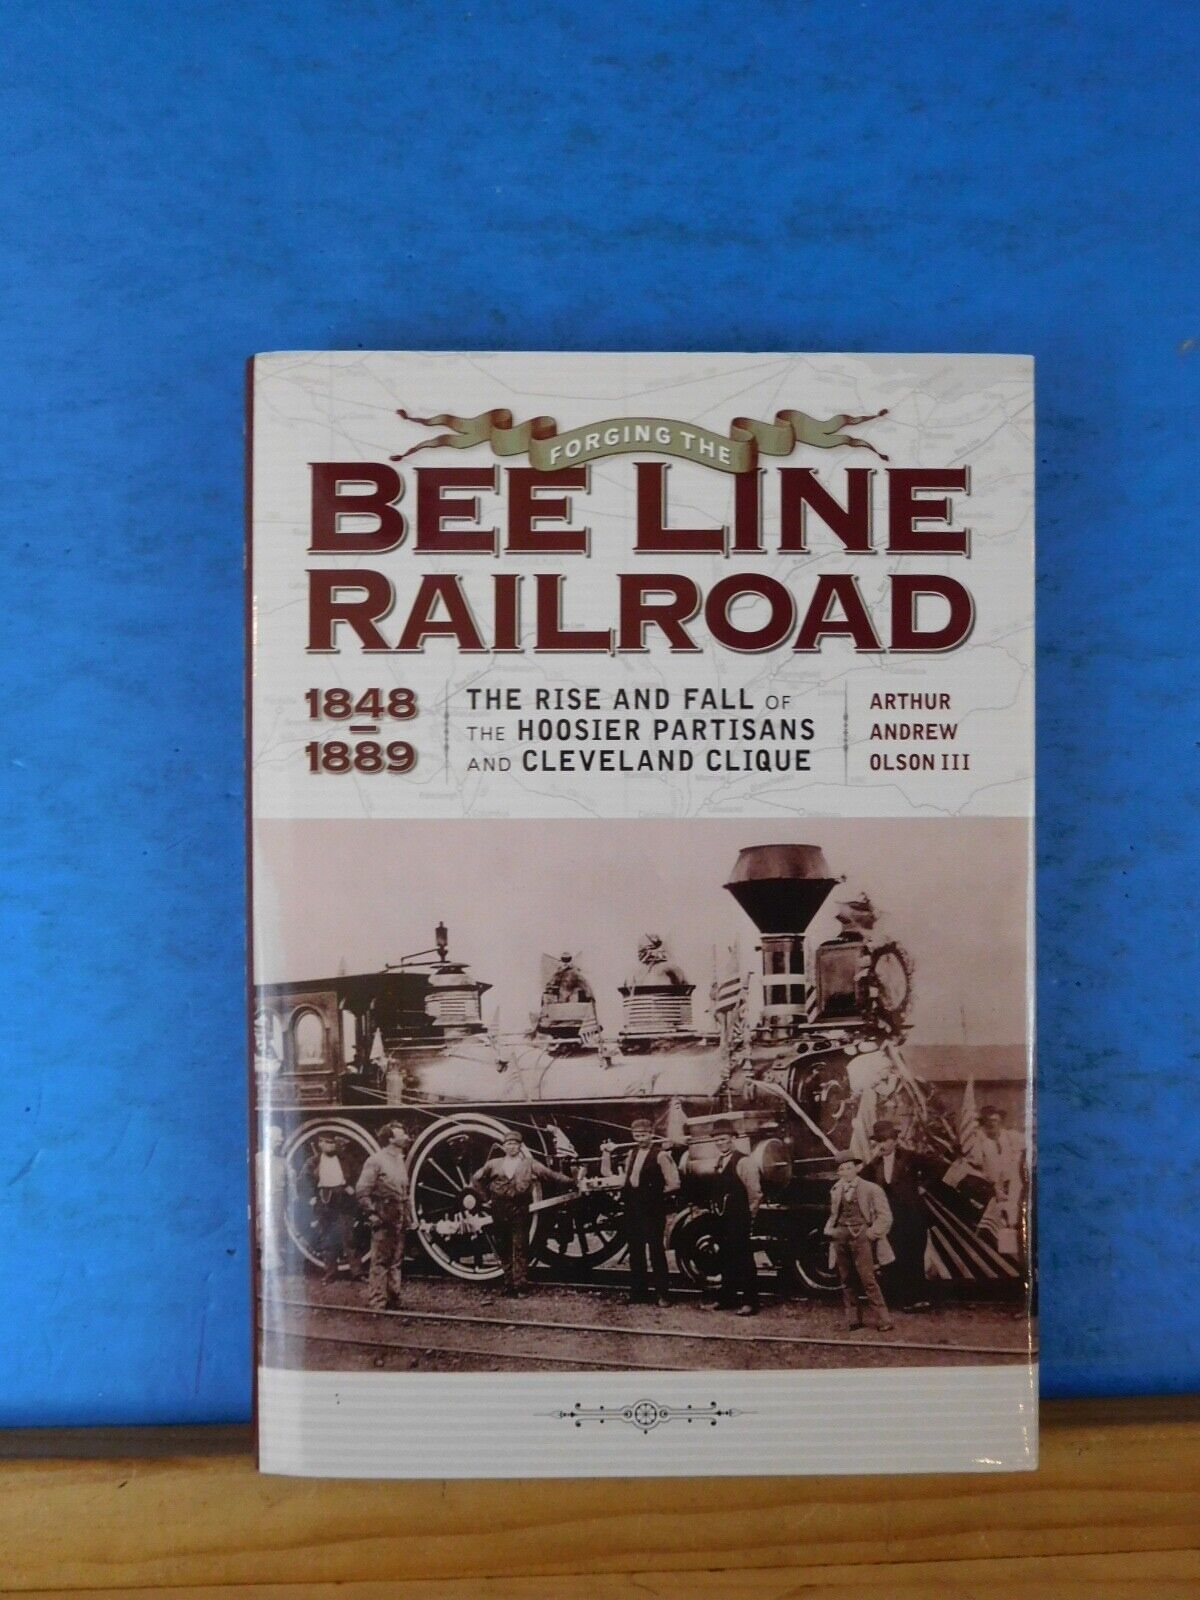 FORGING THE
BEE LINE
RAILROAD
1848
–
1889
THE RISE AND FALL OF
THE HOOSIER PARTISANS
AND CLEVELAND CLIQUE
ARTHUR
ANDREW
OLSON III